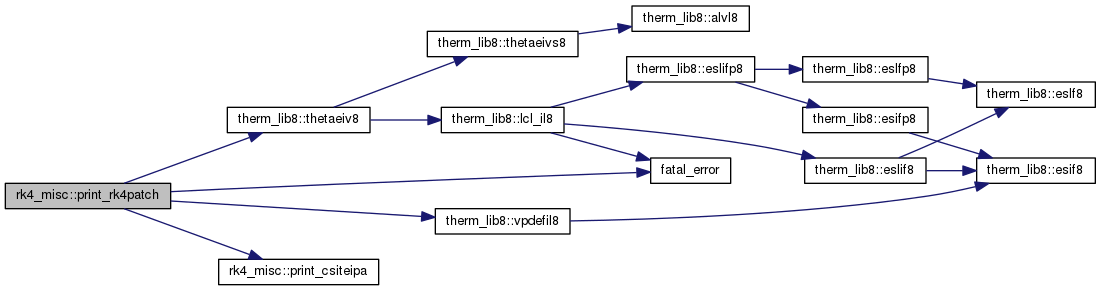 therm_lib8::alvl8
therm_lib8::thetaeivs8
therm_lib8::eslifp8
therm_lib8::eslfp8
therm_lib8::eslf8
therm_lib8::thetaeiv8
therm_lib8::lcl_il8
therm_lib8::esifp8
fatal_error
therm_lib8::eslif8
therm_lib8::esif8
rk4_misc::print_rk4patch
therm_lib8::vpdefil8
rk4_misc::print_csiteipa